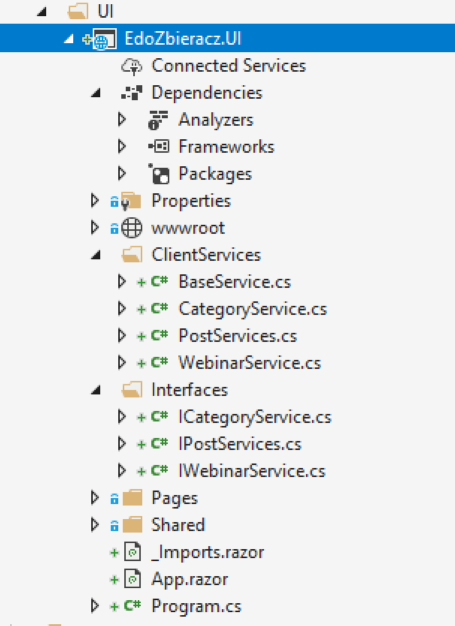 UI
EdoZbieracz.UI
Connected Services
Dependencies
Analyzers
Frameworks
Packages
Properties
wwwroot
ClientServices
C# BaseService.cs
C# CategoryService.cs
C# PostServices.cs
C# WebinarService.cs
Interfaces
C# ICategoryService.cs
C# IPostServices.cs
C# IWebinarService.cs
Pages
Shared
_Imports.razor
App.razor
C# Program.cs